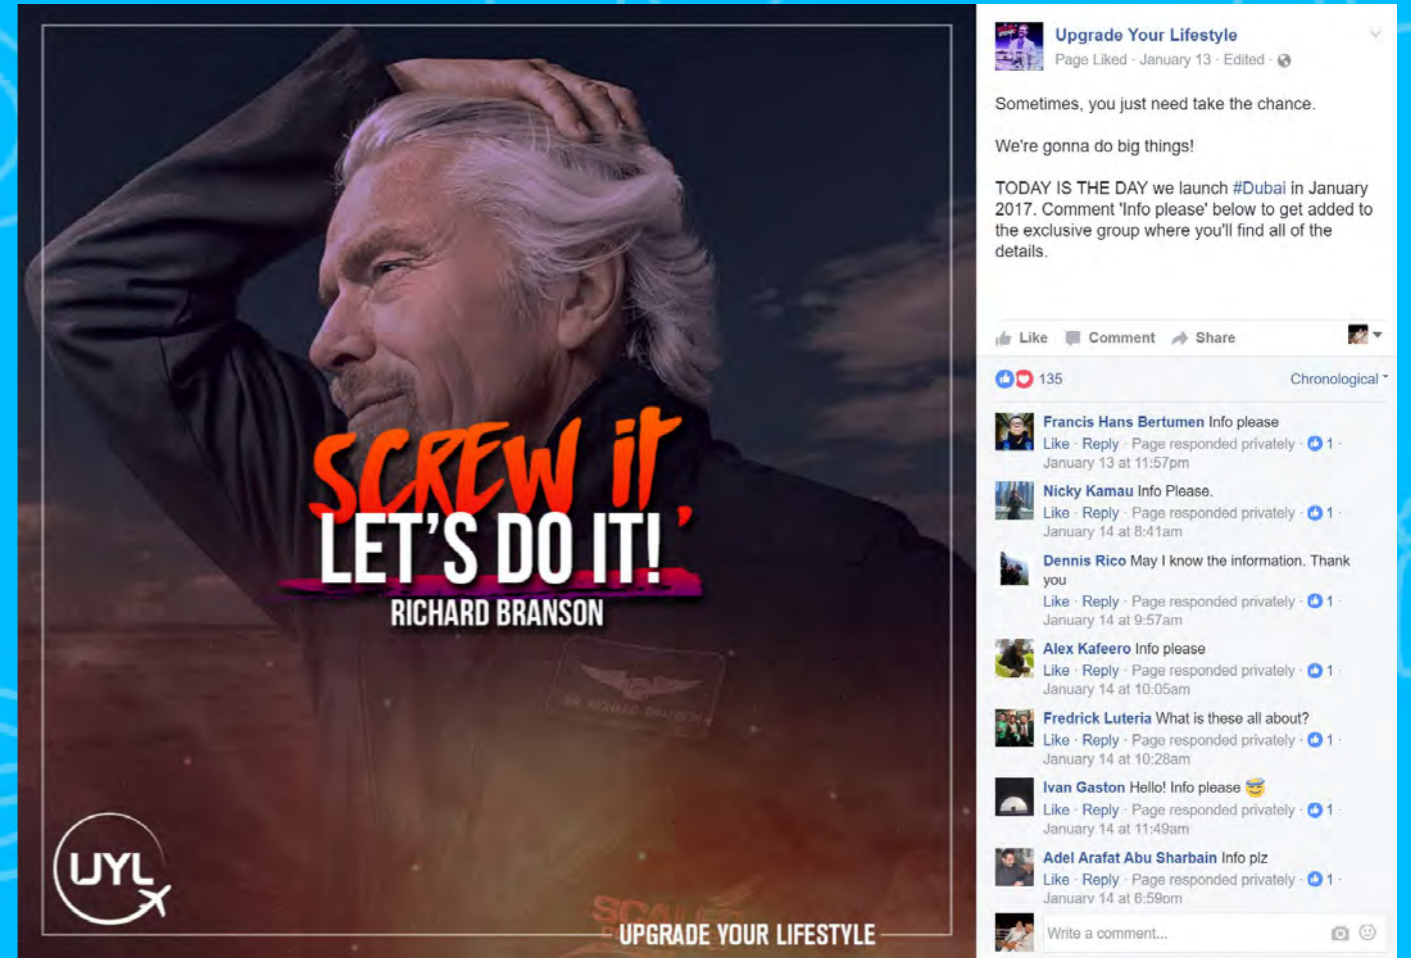 SCREW iT,
LET'S DO IT!
RICHARD BRANSON
SIR RICHARD BRANSON
SCALED
UYL
UPGRADE YOUR LIFESTYLE
Upgrade Your Lifestyle
Page Liked · January 13 · Edited ·
Sometimes, you just need take the chance.
We're gonna do big things!
TODAY IS THE DAY we launch #Dubai in January
2017. Comment 'Info please' below to get added to
the exclusive group where you'll find all of the
details.
Like Comment Share
135 Chronological
Francis Hans Bertumen Info please
Like · Reply · Page responded privately · 1 ·
January 13 at 11:57pm
Nicky Kamau Info Please.
Like · Reply · Page responded privately · 1 ·
January 14 at 8:41am
Dennis Rico May I know the information. Thank
you
Like · Reply · Page responded privately · 1 ·
January 14 at 9:57am
Alex Kafeero Info please
Like · Reply · Page responded privately · 1 ·
January 14 at 10:05am
Fredrick Luteria What is these all about?
Like · Reply · Page responded privately · 1 ·
January 14 at 10:28am
Ivan Gaston Hello! Info please 😇
Like · Reply · Page responded privately · 1 ·
January 14 at 11:49am
Adel Arafat Abu Sharbain Info plz
Like · Reply · Page responded privately · 1 ·
January 14 at 6:59pm
Write a comment...